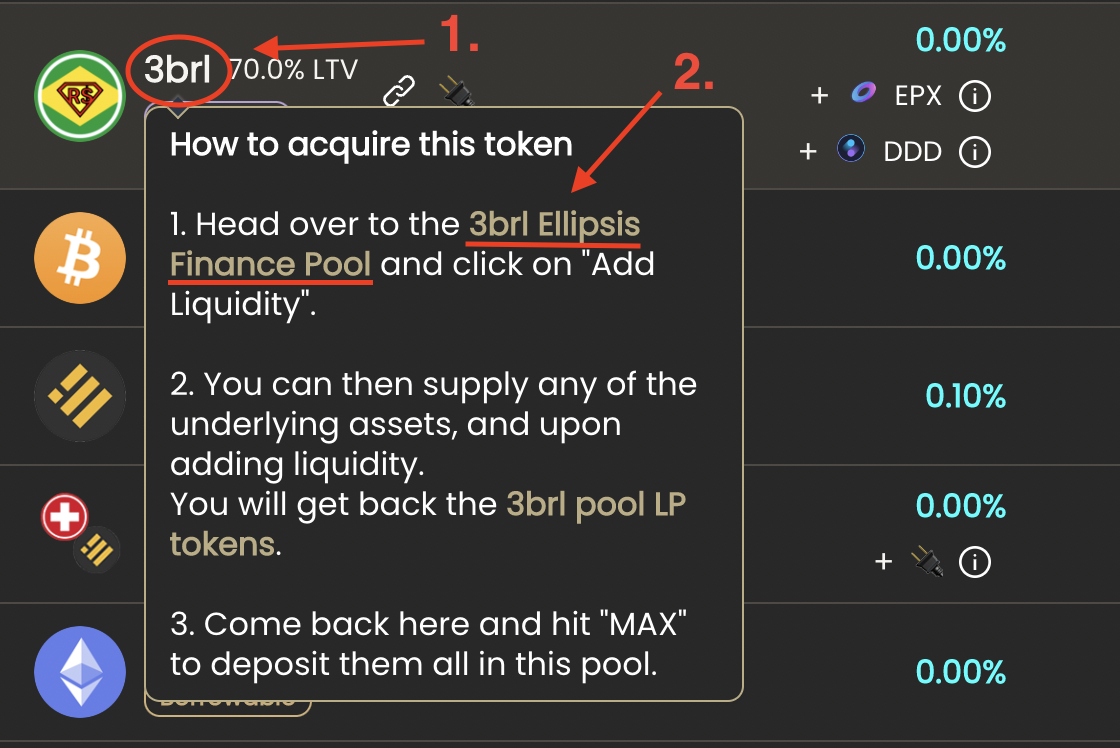 1.
3brl 70.0% LTV
0.00%
2.
+ EPX i
+ DDD i
R$
How to acquire this token
1. Head over to the 3brl Ellipsis
Finance Pool and click on "Add
Liquidity".
0.00%
2. You can then supply any of the
underlying assets, and upon
adding liquidity.
You will get back the 3brl pool LP
tokens.
0.10%
0.00%
+ i
3. Come back here and hit "MAX"
to deposit them all in this pool.
0.00%
Borrowable